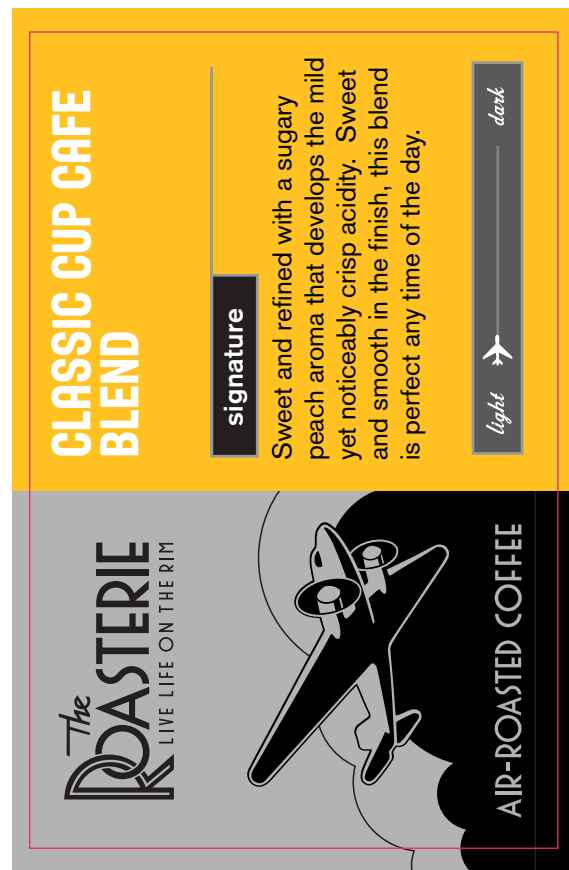 The
ROASTERIE
LIVE LIFE ON THE RIM
AIR-ROASTED COFFEE
CLASSIC CUP CAFE
BLEND
signature
Sweet and refined with a sugary
peach aroma that develops the mild
yet noticeably crisp acidity.  Sweet
and smooth in the finish, this blend
is perfect any time of the day.
light
dark